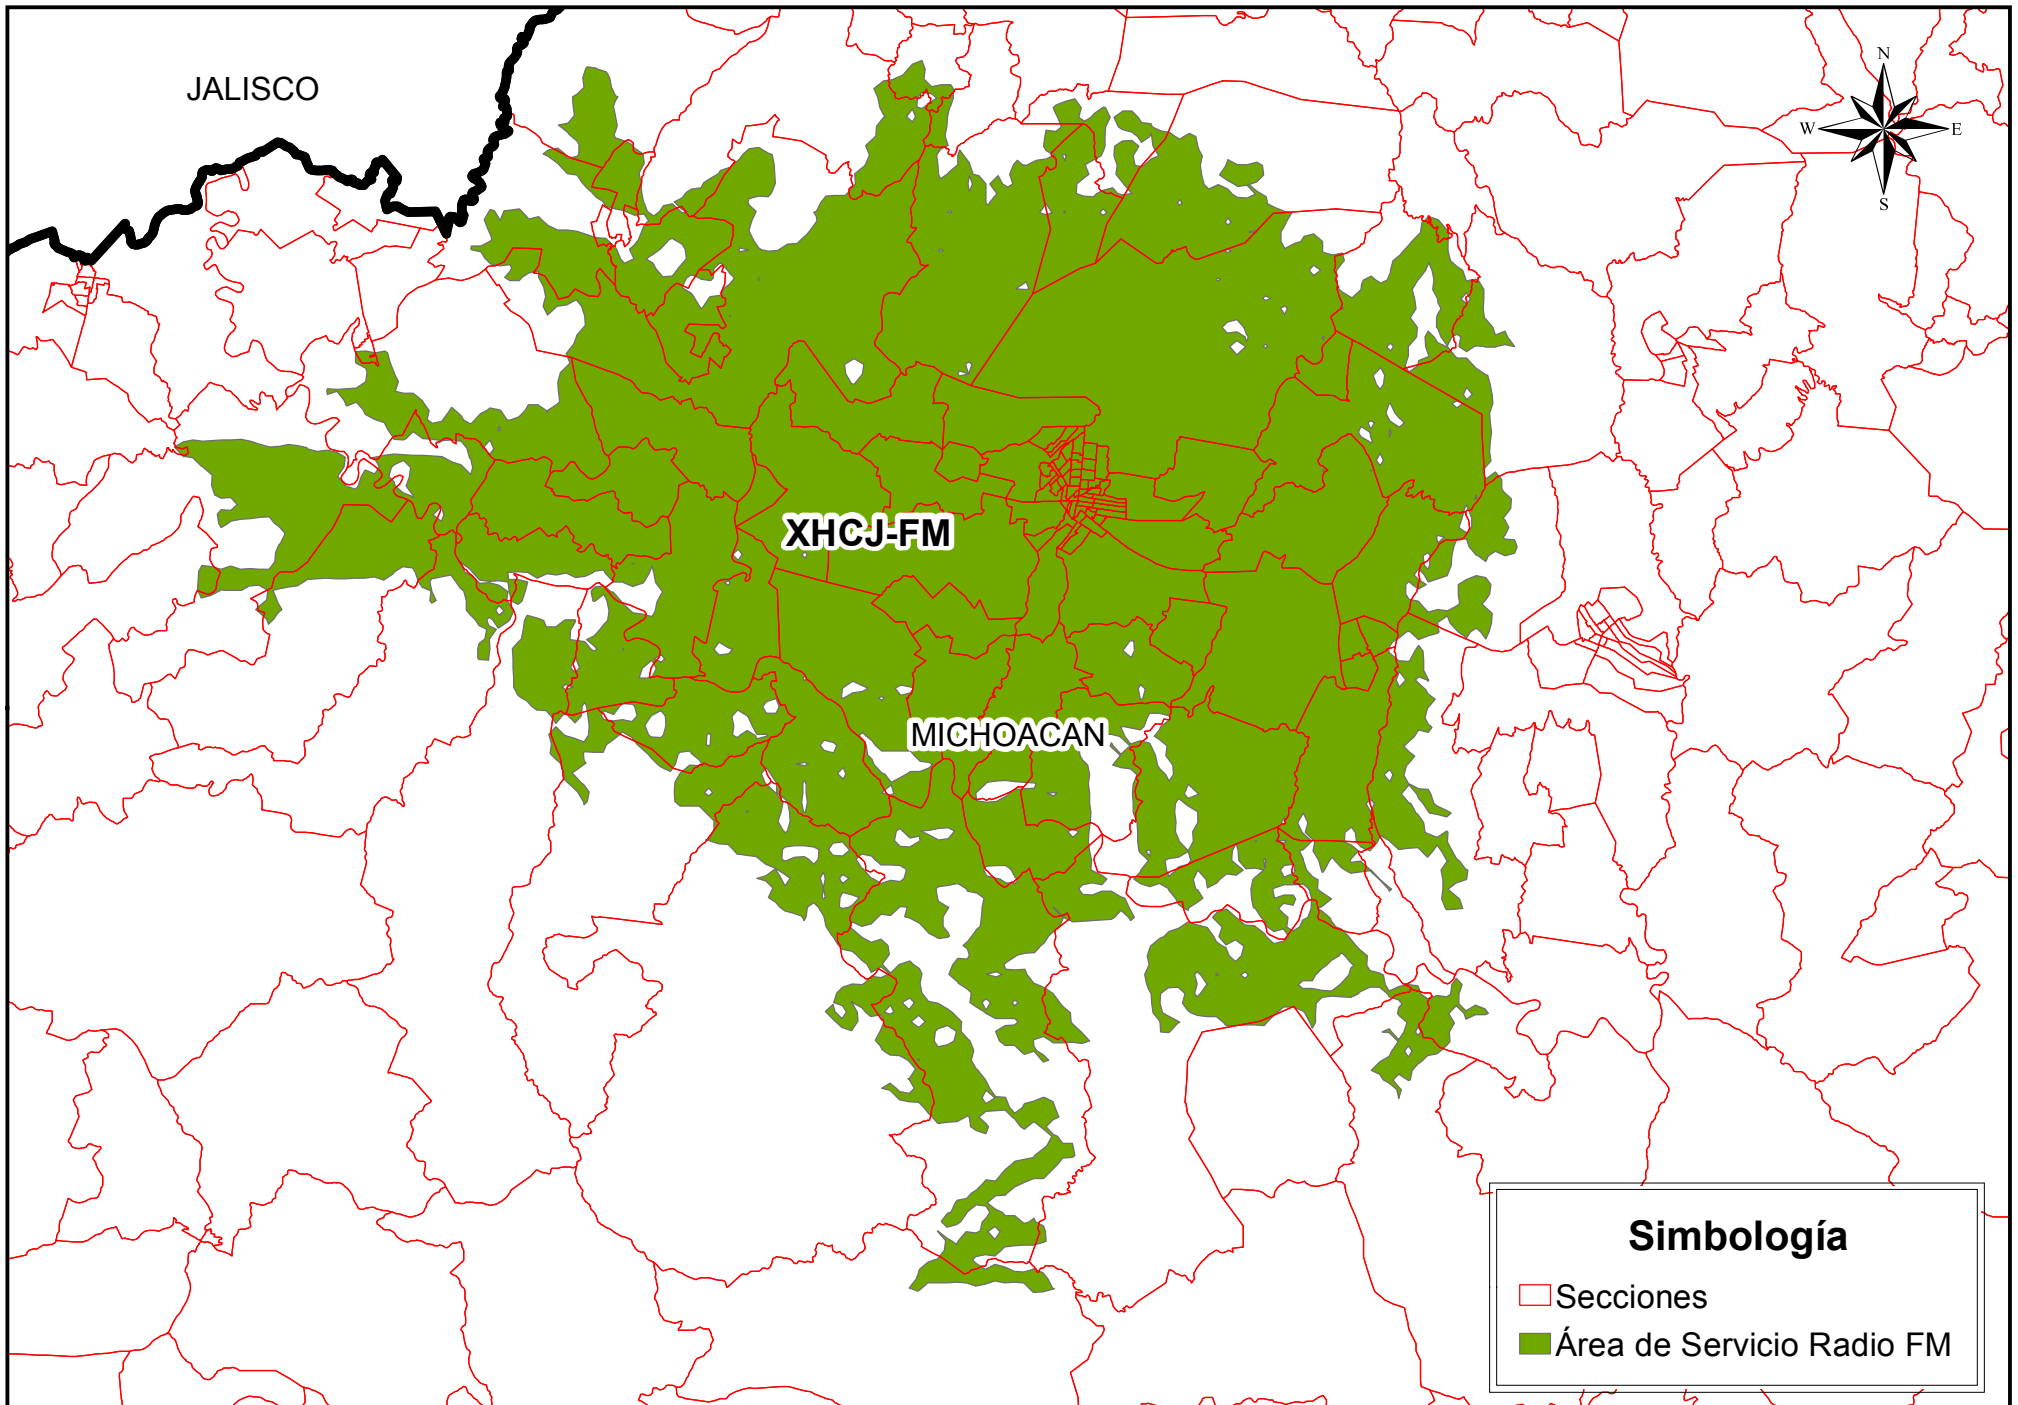 JALISCO
N
W
E
S
XHCJ-FM
MICHOACAN
Simbología
Secciones
Área de Servicio Radio FM